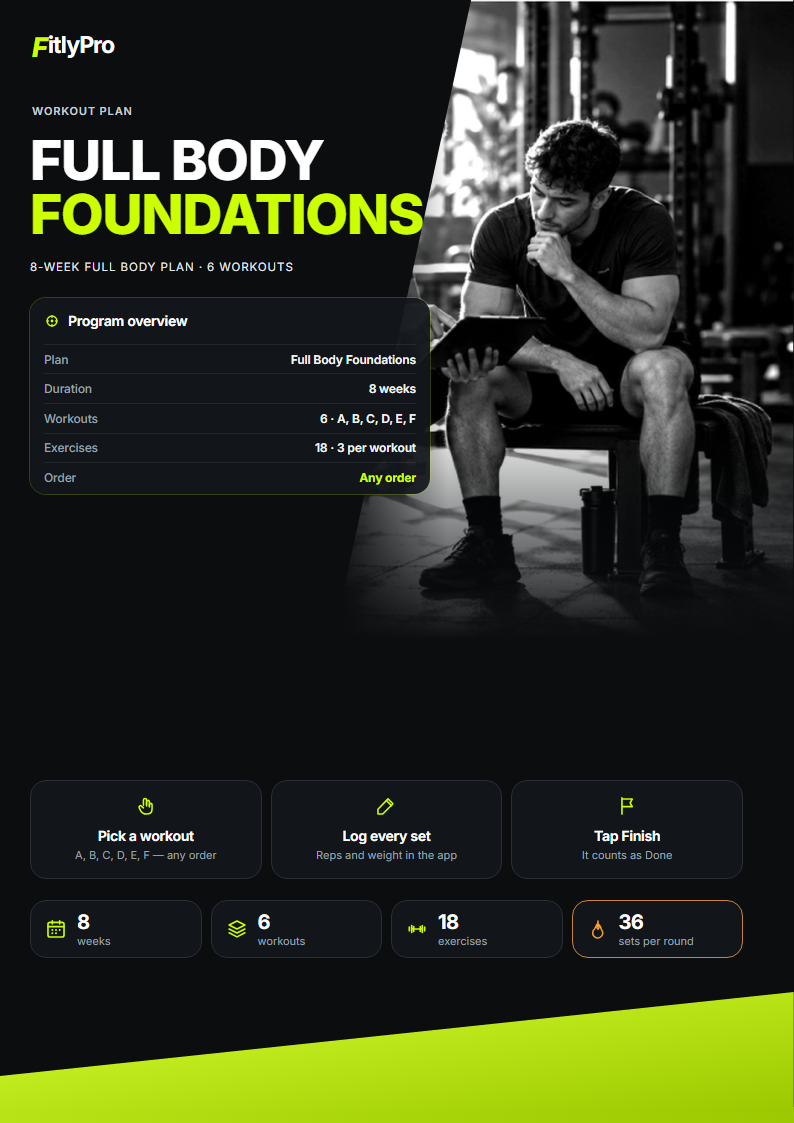 FitlyPro
WORKOUT PLAN
FULL BODY
FOUNDATIONS
8-WEEK FULL BODY PLAN · 6 WORKOUTS
Program overview
Plan Full Body Foundations
Duration 8 weeks
Workouts 6 · A, B, C, D, E, F
Exercises 18 · 3 per workout
Order Any order
Pick a workout
A, B, C, D, E, F — any order
Log every set
Reps and weight in the app
Tap Finish
It counts as Done
8
weeks
6
workouts
18
exercises
36
sets per round